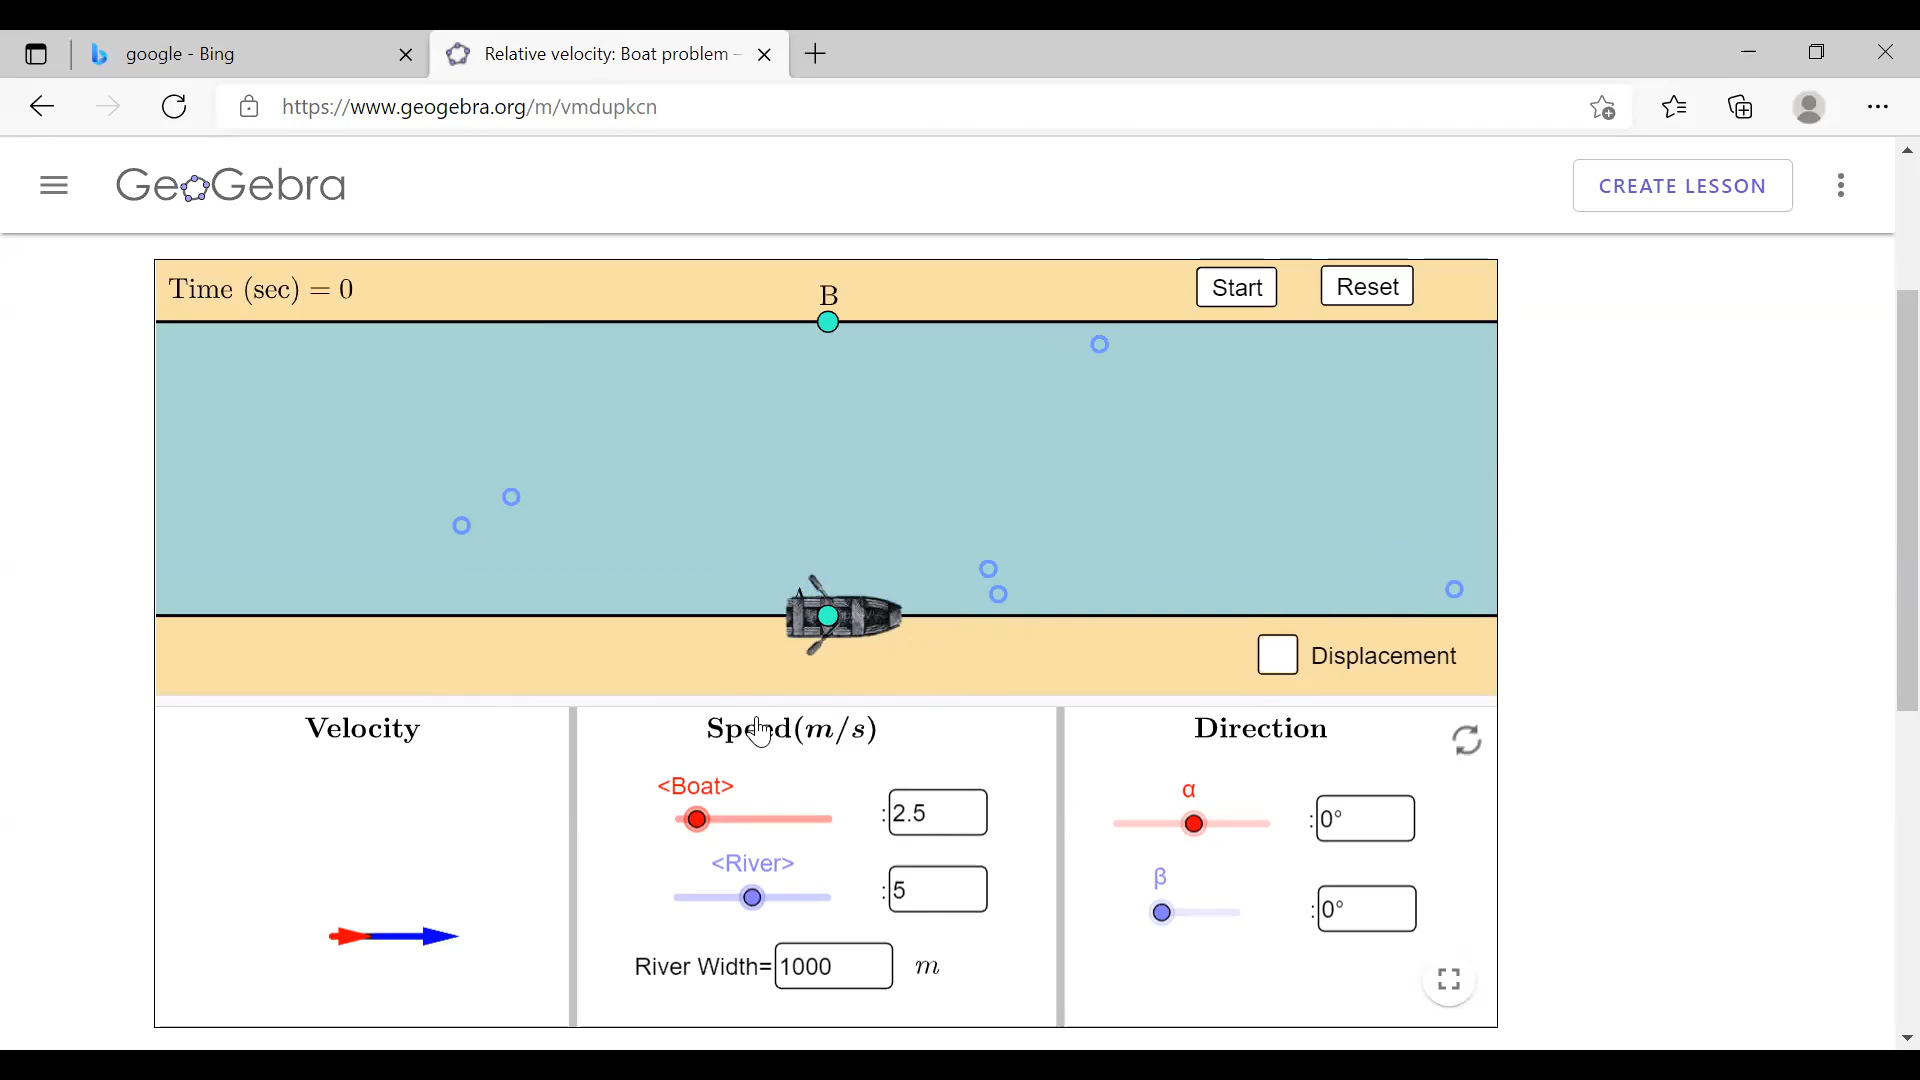 google - Bing
Relative velocity: Boat problem –
https://www.geogebra.org/m/vmdupkcn
GeoGebra
CREATE LESSON
Time (sec) = 0
B
Start
Reset
A
Displacement
Velocity
Speed(m/s)
Direction
<Boat>
:2.5
α
:0°
<River>
:5
β
:0°
River Width= 1000 m